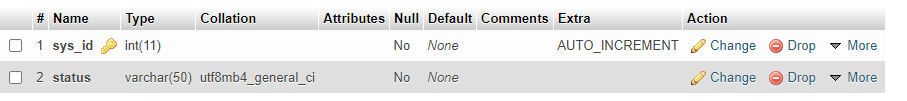 # Name Type Collation Attributes Null Default Comments Extra Action
1 sys_id int(11) No None AUTO_INCREMENT Change Drop More
2 status varchar(50) utf8mb4_general_ci No None Change Drop More